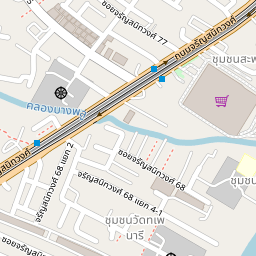 ซอยจรัญสนิทวงศ์ 77
ถนนจรัญสนิทวงศ์
ชุมชนสะพ
คลองบางพลู
ซอยจรัญสนิทวงศ์ 68
จรัญสนิทวงศ์ 68 แยก 2
จรัญสนิทวงศ์ 68 แยก 4-1
ชุมชนวัดเทพ
นารี